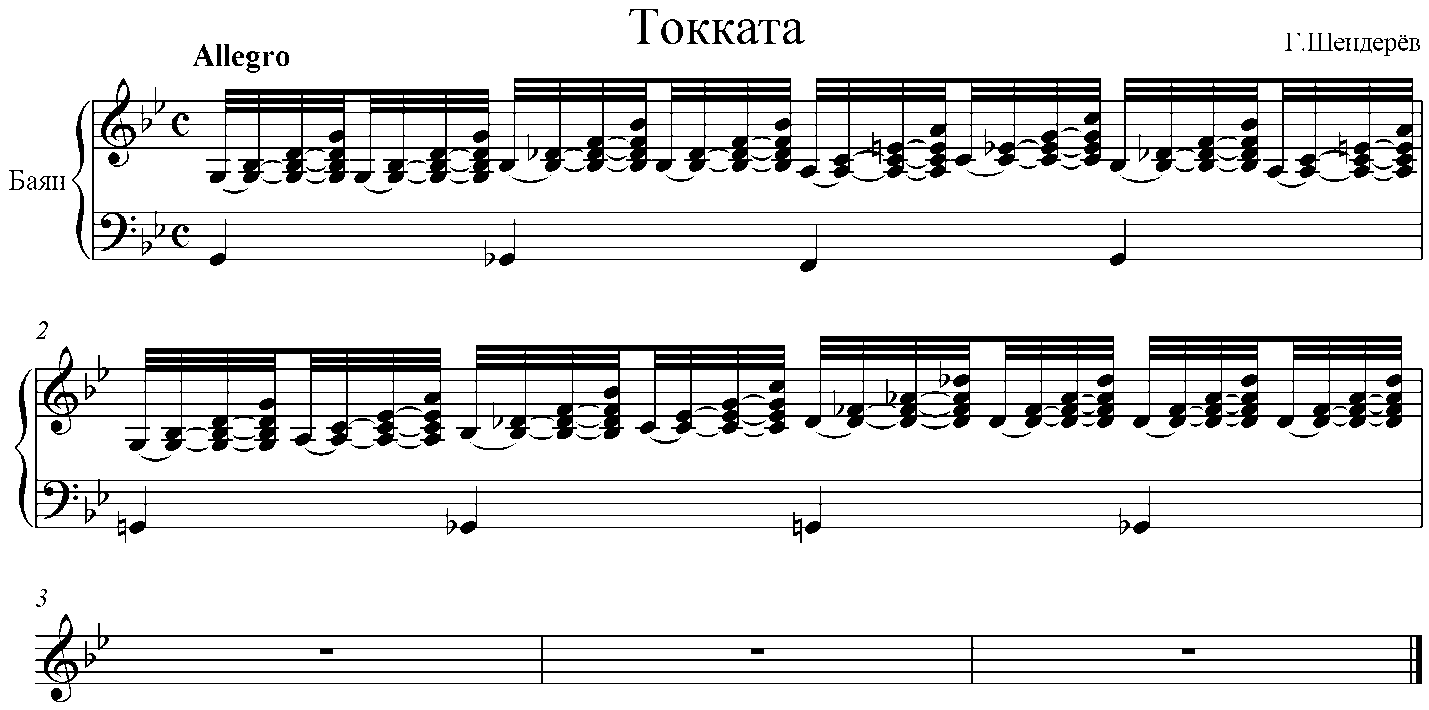 Токката
Allegro
Г.Шендерёв
Баян
2
3